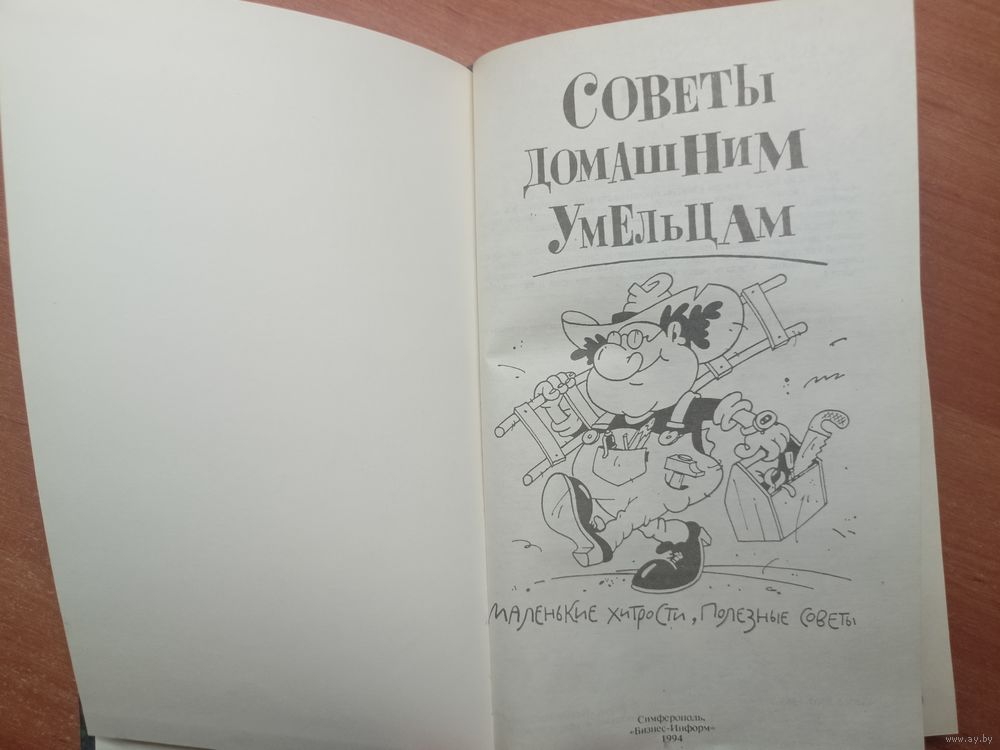 Советы
домашним
умельцам
маленькие хитрости, полезные советы
Симферополь,
«Бизнес-Информ»
1994
www.ay.by